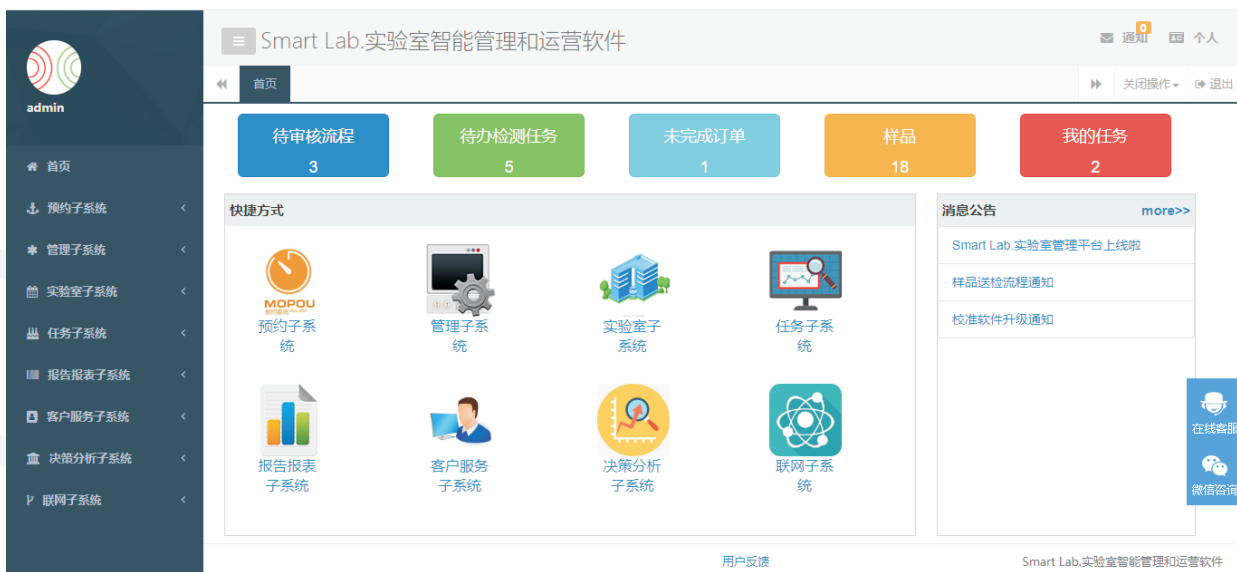 admin
首页
预约子系统
管理子系统
实验室子系统
任务子系统
报告报表子系统
客户服务子系统
决策分析子系统
联网子系统
Smart Lab.实验室智能管理和运营软件
0
通知
个人
首页
关闭操作
退出
待审核流程
3
待办检测任务
5
未完成订单
1
样品
18
我的任务
2
快捷方式
MOPOU
预约子系
统
管理子系
统
实验室子
系统
任务子系
统
报告报表
子系统
客户服务
子系统
决策分析
子系统
联网子系
统
消息公告
more>>
Smart Lab.实验室管理平台上线啦
样品送检流程通知
校准软件升级通知
在线客服
微信咨询
用户反馈
Smart Lab.实验室智能管理和运营软件